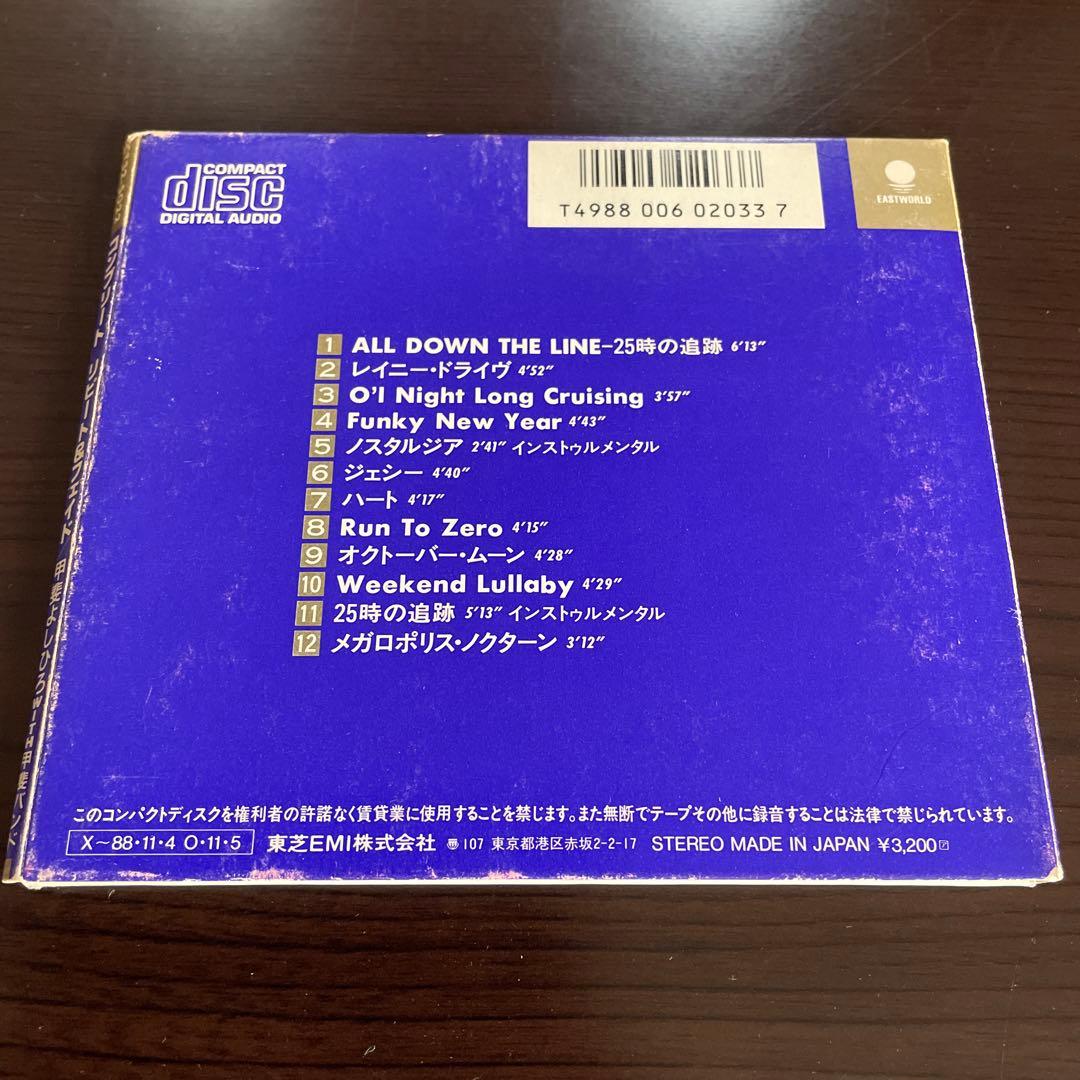 COMPACT
disc
DIGITAL AUDIO
T4988 006 02033 7
EASTWORLD
1 ALL DOWN THE LINE–25時の追跡 6'13"
2 レイニー・ドライヴ 4'52"
3 O'l Night Long Cruising 3'57"
4 Funky New Year 4'43"
5 ノスタルジア 2'41" インストゥルメンタル
6 ジェシー 4'40"
7 ハート 4'17"
8 Run To Zero 4'15"
9 オクトーバー・ムーン 4'28"
10 Weekend Lullaby 4'29"
11 25時の追跡 5'13" インストゥルメンタル
12 メガロポリス・ノクターン 3'12"
このコンパクトディスクを権利者の許諾なく賃貸業に使用することを禁じます。また無断でテープその他に録音することは法律で禁じられています。
X〜88・11・4 O・11・5 東芝EMI株式会社 〠107 東京都港区赤坂2-2-17 STEREO MADE IN JAPAN ¥3,200
甲斐よしひろ WITH 甲斐バンド